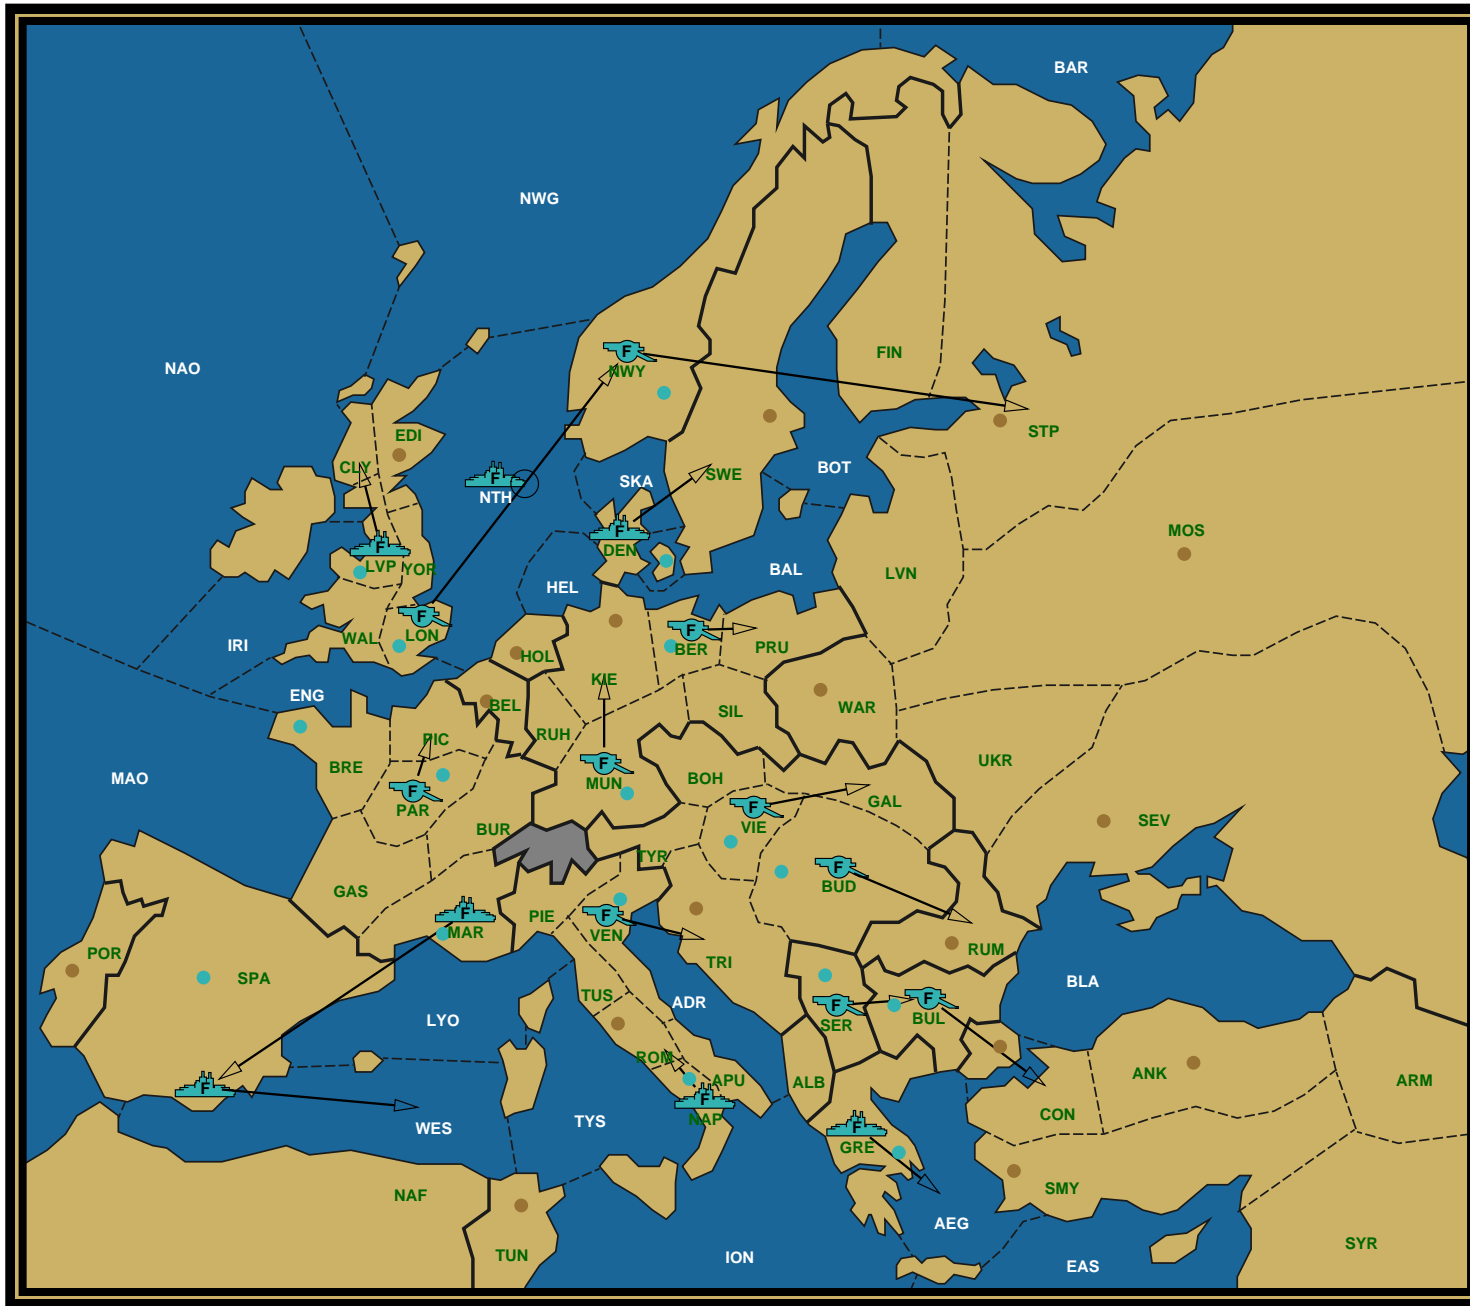 BAR
NWG
NAO
F
NWY
FIN
STP
EDI
CLY
F
NTH
SKA
SWE
BOT
MOS
F
DEN
F
LVP
YOR
BAL
LVN
HEL
F
LON
WAL
IRI
F
BER
PRU
HOL
KIE
ENG
BEL
SIL
WAR
RUH
PIC
BRE
UKR
MAO
F
MUN
BOH
F
PAR
F
VIE
GAL
BUR
SEV
TYR
F
BUD
GAS
F
MAR
PIE
F
VEN
POR
SPA
TRI
RUM
BLA
TUS
ADR
F
SER
F
BUL
LYO
ROM
APU
ALB
ANK
ARM
F
WES
TYS
F
NAP
CON
F
GRE
NAF
SMY
AEG
TUN
ION
EAS
SYR